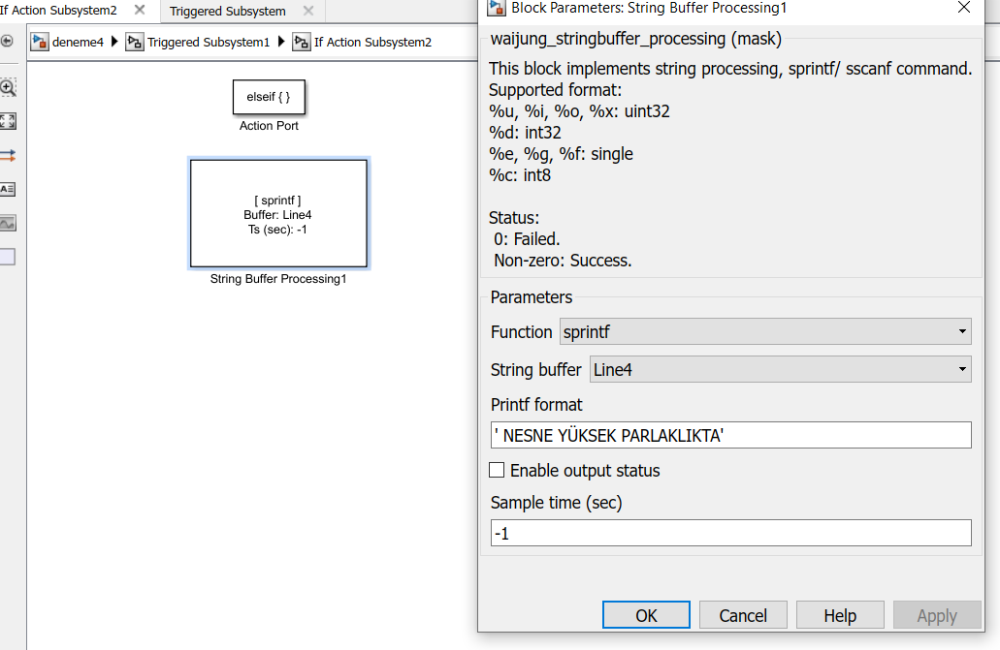 If Action Subsystem2
Triggered Subsystem
deneme4 Triggered Subsystem1 If Action Subsystem2
elseif { }
Action Port
[ sprintf ]
Buffer: Line4
Ts (sec): -1
String Buffer Processing1
Block Parameters: String Buffer Processing1
waijung_stringbuffer_processing (mask)
This block implements string processing, sprintf/ sscanf command.
Supported format:
%u, %i, %o, %x: uint32
%d: int32
%e, %g, %f: single
%c: int8
Status:
0: Failed.
Non-zero: Success.
Parameters
Function sprintf
String buffer Line4
Printf format
' NESNE YÜKSEK PARLAKLIKTA'
Enable output status
Sample time (sec)
-1
OK Cancel Help Apply